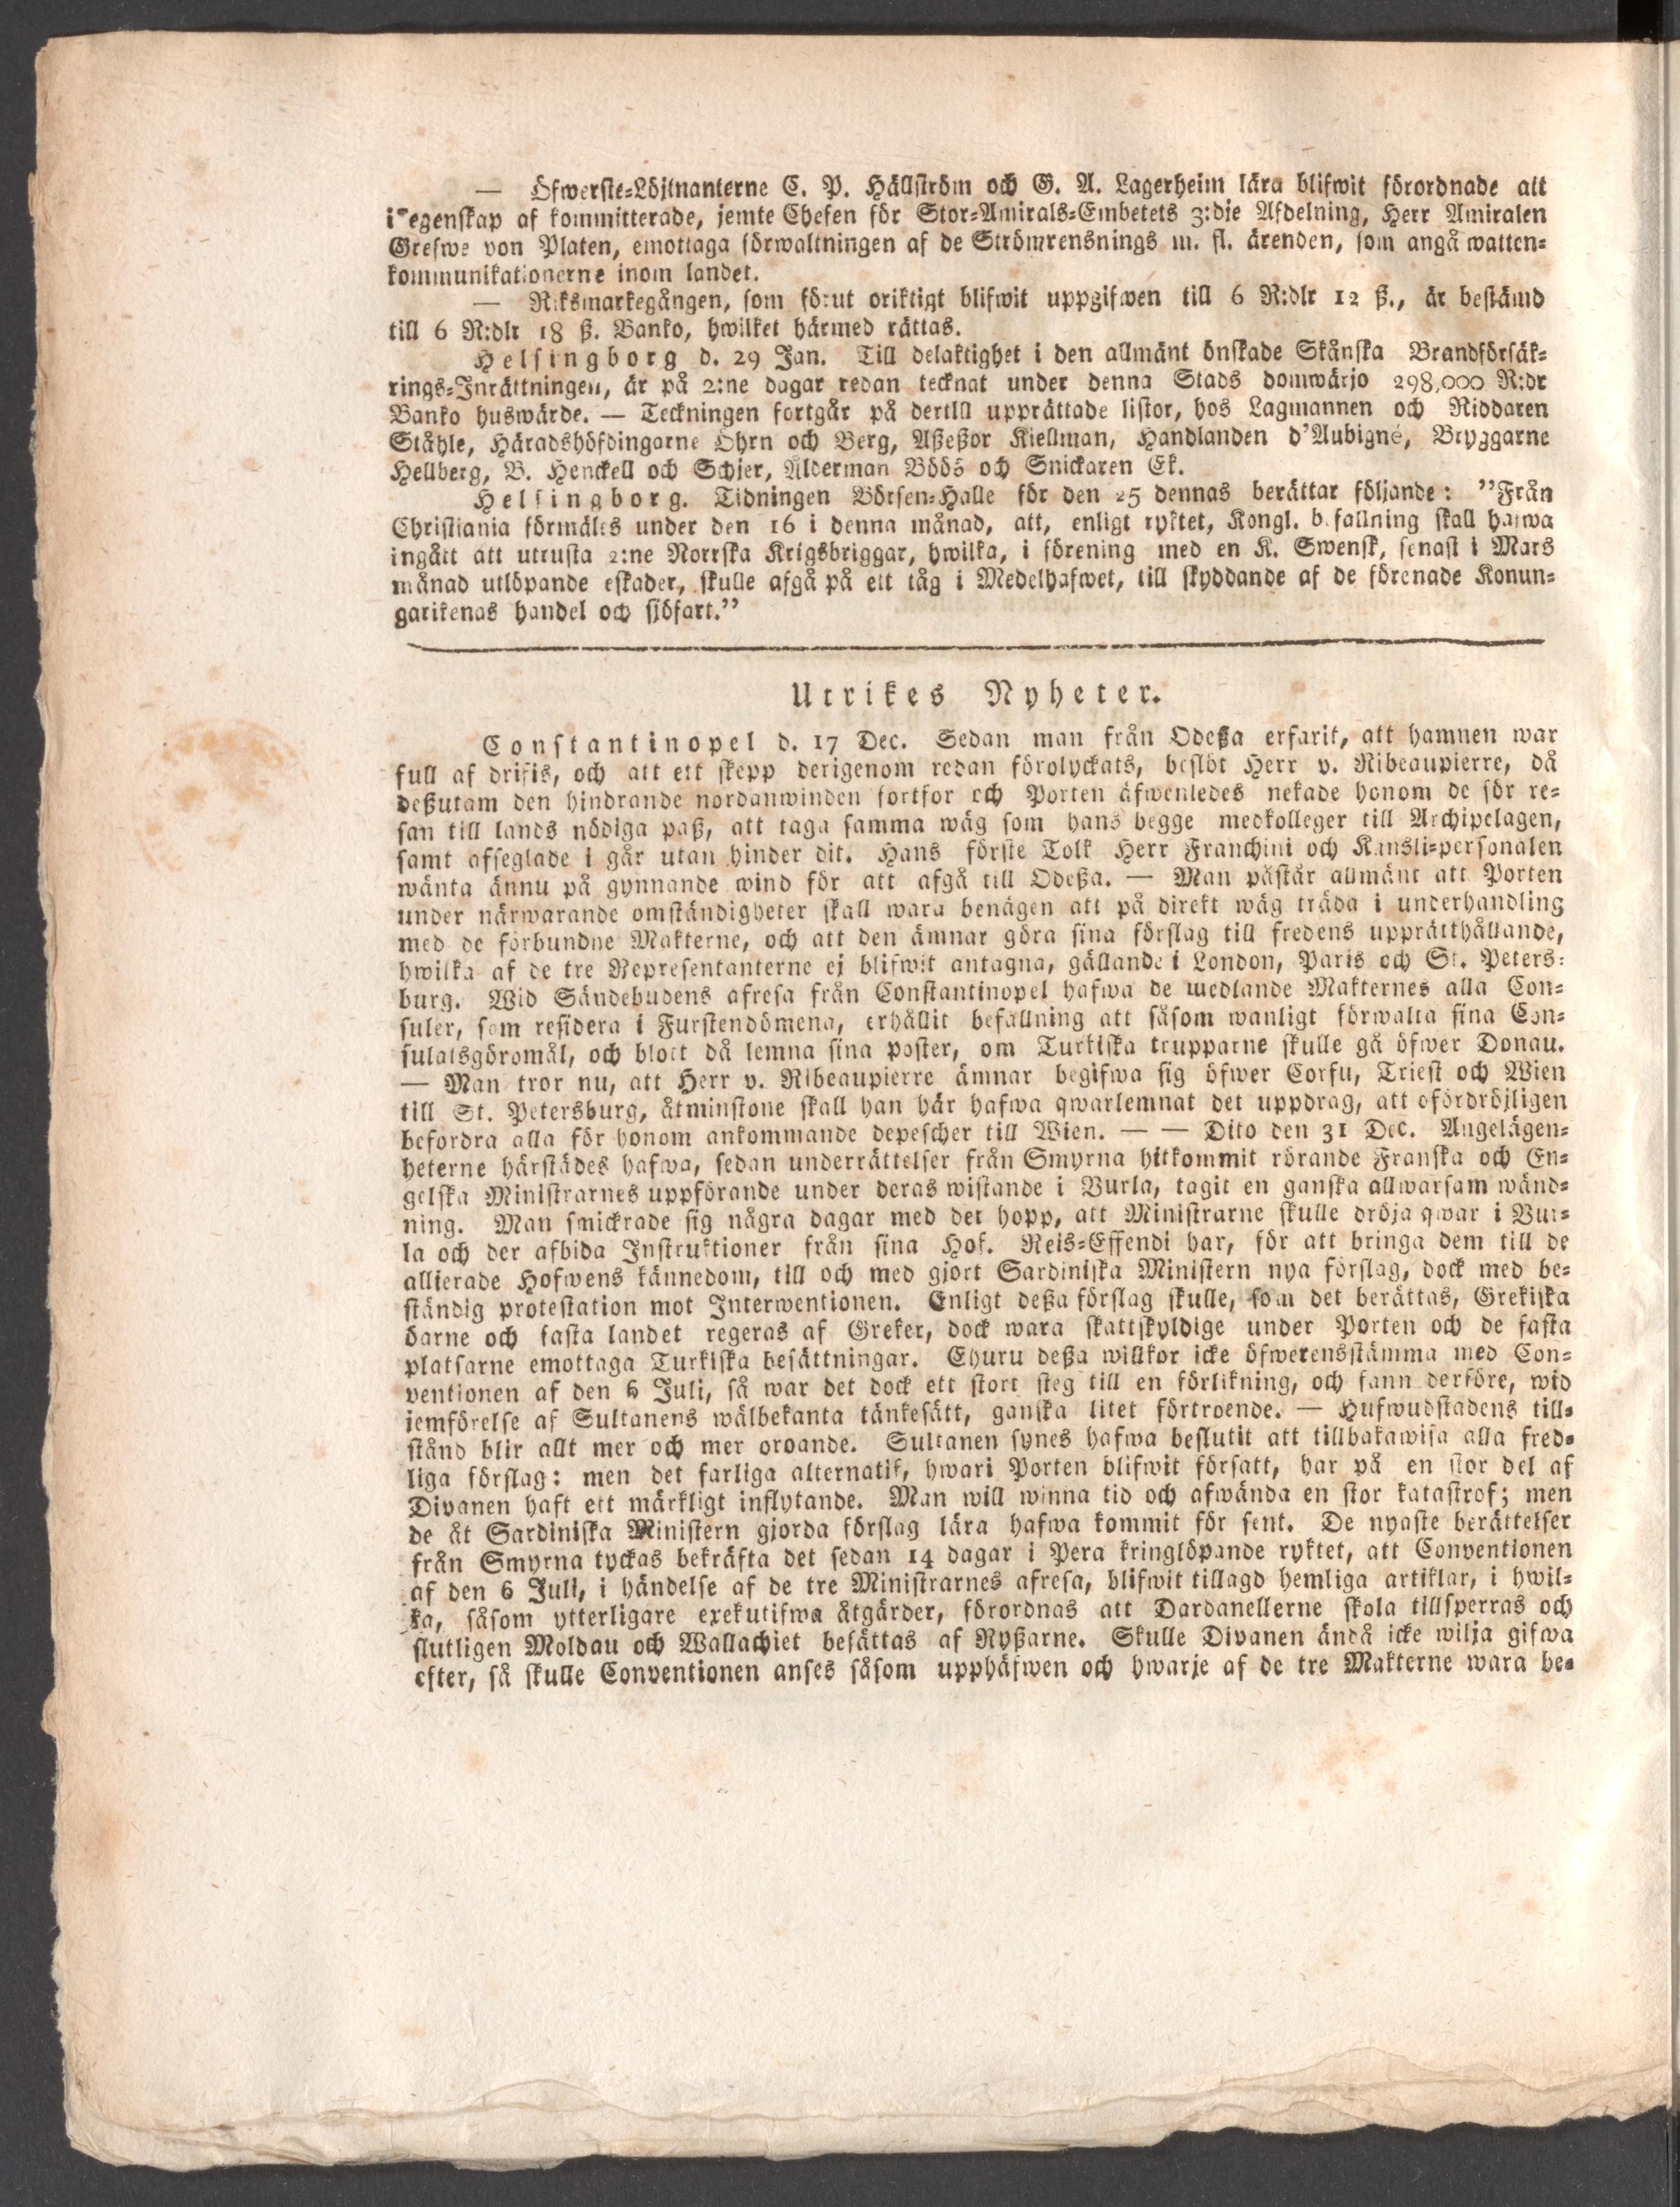 — Öfwerste-Löjtnanterne C. P. Hällström och G. A. Lagerheim lära blifwit förordnade att
i egenskap af kommitterade, jemte Chefen för Stor-Amirals-Embetets 3:dje Afdelning, Herr Amiralen
Grefwe von Platen, emottaga förwaltningen af de Strömrensnings m. fl. ärenden, som angå watten-
kommunikationerne inom landet.
— Riksmarkegången, som förut oriktigt blifwit uppgifwen till 6 R:dlr 12 ß., är bestämd
till 6 R:dlr 18 ß. Banko, hwilket härmed rättas.
Helsingborg d. 29 Jan. Till delaktighet i den allmänt önskade Skånska Brandförsäk-
rings-Inrättningen, är på 2:ne dagar redan tecknat under denna Stads domwärjo 298,000 R:dr
Banko huswärde. — Teckningen fortgår på dertill upprättade listor, hos Lagmannen och Riddaren
Ståhle, Häradshöfdingarne Öhrn och Berg, Aßeßor Kiellman, Handlanden d'Aubigné, Bryggarne
Hellberg, B. Henckell och Schier, Ålderman Böös och Snickaren Ek.
Helsingborg. Tidningen Börsen-Halle för den 25 dennas berättar följande: ”Från
Christiania förmäles under den 16 i denna månad, att, enligt ryktet, Kongl. befallning skall hafwa
ingått att utrusta 2:ne Norrska Krigsbriggar, hwilka, i förening med en K. Swensk, senast i Mars
månad utlöpande eskader, skulle afgå på ett tåg i Medelhafwet, till skyddande af de förenade Konun-
garikenas handel och sjöfart.”
Utrikes Nyheter.
Constantinopel d. 17 Dec. Sedan man från Odeßa erfarit, att hamnen war
full af drifis, och att ett skepp derigenom redan förolyckats, beslöt Herr v. Ribeaupierre, då
deßutam den hindrande nordanwinden fortfor och Porten äfwenledes nekade honom de för re-
san till lands nödiga paß, att taga samma wäg som hans begge medkolleger till Archipelagen,
samt afseglade i går utan hinder dit. Hans förste Tolk Herr Franchini och Kansli-personalen
wänta ännu på gynnande wind för att afgå till Odeßa. — Man påstår allmänt att Porten
under närwarande omständigheter skall wara benägen att på direkt wäg träda i underhandling
med de förbundne Makterne, och att den ämnar göra sina förslag till fredens upprätthållande,
hwilka af de tre Representanterne ej blifwit antagna, gällande i London, Paris och St. Peters-
burg. Wid Sändebudens afresa från Constantinopel hafwa de medlande Makternes alla Con-
suler, som residera i Furstendömena, erhållit befallning att såsom wanligt förwalta sina Con-
sulatsgöromål, och blott då lemna sina poster, om Turkiska trupparne skulle gå öfwer Donau.
— Man tror nu, att Herr v. Ribeaupierre ämnar begifwa sig öfwer Corfu, Triest och Wien
till St. Petersburg, åtminstone skall han här hafwa qwarlemnat det uppdrag, att ofördröjligen
befordra alla för honom ankommande depescher till Wien. — — Dito den 31 Dec. Angelägen-
heterne härstädes hafwa, sedan underrättelser från Smyrna hitkommit rörande Franska och En-
gelska Ministrarnes uppförande under deras wistande i Vurla, tagit en ganska allwarsam wänd-
ning. Man smickrade sig några dagar med det hopp, att Ministrarne skulle dröja qwar i Vur-
la och der afbida Instruktioner från sina Hof. Reis-Effendi har, för att bringa dem till de
allierade Hofwens kännedom, till och med gjort Sardiniska Ministern nya förslag, dock med be-
ständig protestation mot Interwentionen. Enligt deßa förslag skulle, som det berättas, Grekiska
öarne och fasta landet regeras af Greker, dock wara skattskyldige under Porten och de fasta
platsarne emottaga Turkiska besättningar. Ehuru deßa willkor icke öfwerensstämma med Con-
ventionen af den 6 Juli, så war det dock ett stort steg till en förlikning, och fann derföre, wid
jemförelse af Sultanens wälbekanta tänkesätt, ganska litet förtroende. — Hufwudstadens till-
stånd blir allt mer och mer oroande. Sultanen synes hafwa beslutit att tillbakawisa alla fred-
liga förslag: men det farliga alternatif, hwari Porten blifwit försatt, har på en stor del af
Divanen haft ett märkligt inflytande. Man will winna tid och afwända en stor katastrof; men
de åt Sardiniska Ministern gjorda förslag lära hafwa kommit för sent. De nyaste berättelser
från Smyrna tyckas bekräfta det sedan 14 dagar i Pera kringlöpande ryktet, att Conventionen
af den 6 Juli, i händelse af de tre Ministrarnes afresa, blifwit tillagd hemliga artiklar, i hwil-
ka, såsom ytterligare exekutifwa åtgärder, förordnas att Dardanellerne skola tillsperras och
slutligen Moldau och Wallachiet besättas af Ryßarne. Skulle Divanen ändå icke wilja gifwa
efter, så skulle Conventionen anses såsom upphäfwen och hwarje af de tre Makterne wara be-